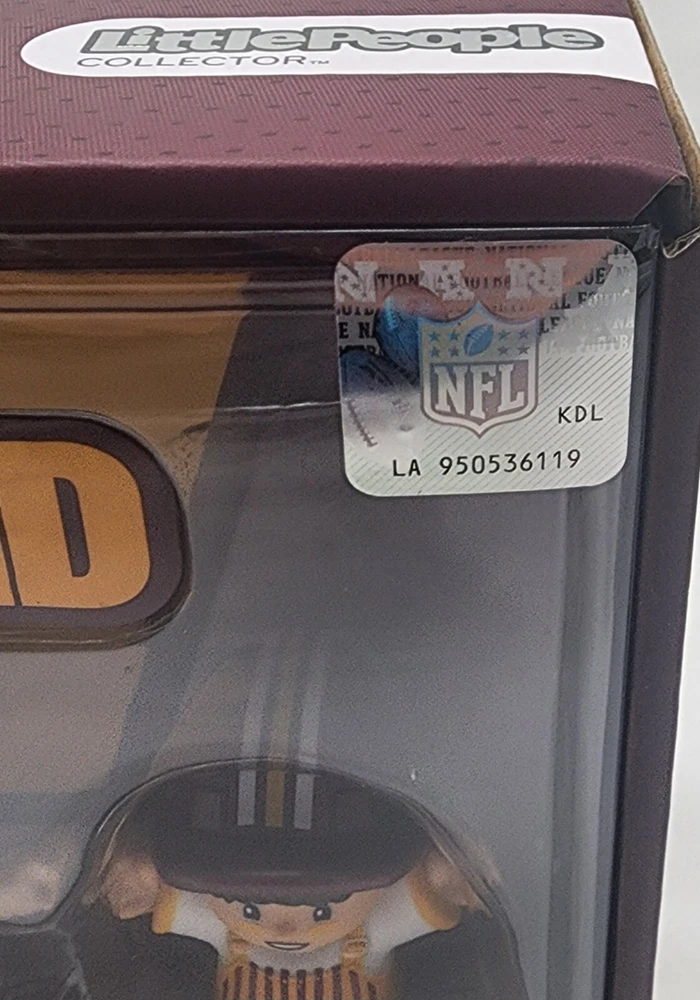 LittlePeople
COLLECTOR™
NFL
KDL
LA 950536119